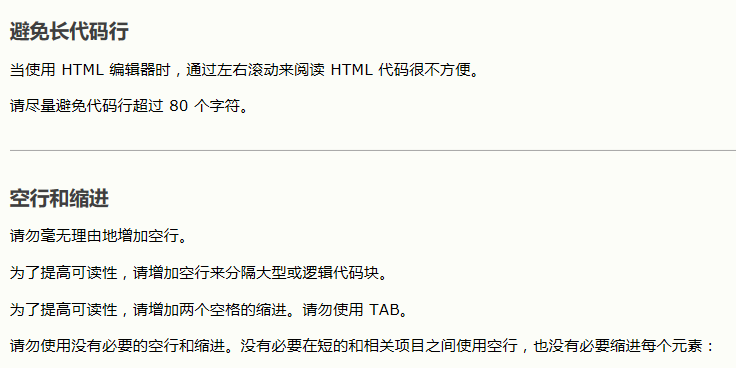 避免长代码行
当使用 HTML 编辑器时，通过左右滚动来阅读 HTML 代码很不方便。
请尽量避免代码行超过 80 个字符。
空行和缩进
请勿毫无理由地增加空行。
为了提高可读性，请增加空行来分隔大型或逻辑代码块。
为了提高可读性，请增加两个空格的缩进。请勿使用 TAB。
请勿使用没有必要的空行和缩进。没有必要在短的和相关项目之间使用空行，也没有必要缩进每个元素：